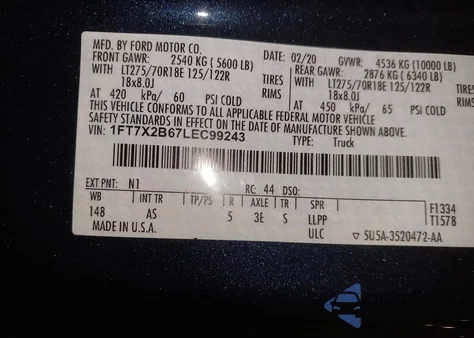 MFD. BY FORD MOTOR CO.
DATE: 02/20 GVWR: 4536 KG (10000 LB)
FRONT GAWR: 2540 KG ( 5600 LB) REAR GAWR: 2876 KG ( 6340 LB)
WITH LT275/70R18E 125/122R TIRES WITH LT275/70R18E 125/122R TIRES
18x8.0J RIMS 18x8.0J RIMS
AT 420 kPa/ 60 PSI COLD AT 450 kPa/ 65 PSI COLD
THIS VEHICLE CONFORMS TO ALL APPLICABLE FEDERAL MOTOR VEHICLE
SAFETY STANDARDS IN EFFECT ON THE DATE OF MANUFACTURE SHOWN ABOVE.
VIN: 1FT7X2B67LEC99243
TYPE: Truck
EXT PNT: N1 RC: 44 DSO:
WB INT TR TP/PS R AXLE TR SPR F1334
148 AS 5 3E S LLPP T1578
MADE IN U.S.A. ULC ▽ 5U5A-3520472-AA